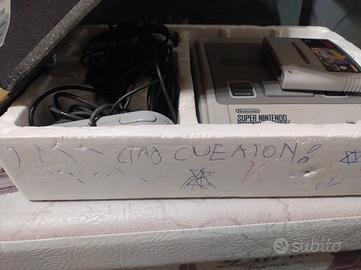 Nintendo
SUPER NINTENDO
CIAO CUEATON!
subito